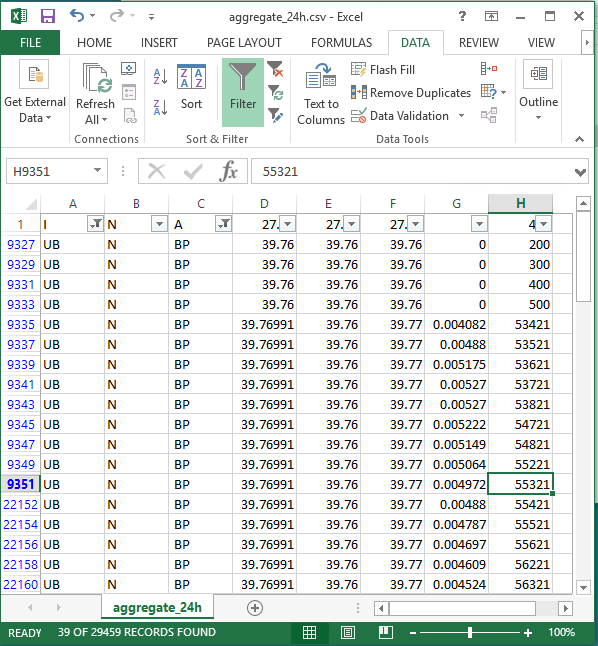 aggregate_24h.csv - Excel ?
FILE HOME INSERT PAGE LAYOUT FORMULAS DATA REVIEW VIEW
Get External Data
Refresh All
Connections
A Z
Z A
Z A A Z
Sort
Filter
Sort & Filter
Text to Columns
Flash Fill
Remove Duplicates
Data Validation
Data Tools
Outline
H9351 fx 55321
A B C D E F G H
1 I N A 27. 27. 27. 4
9327 UB N BP 39.76 39.76 39.76 0 200
9329 UB N BP 39.76 39.76 39.76 0 300
9331 UB N BP 39.76 39.76 39.76 0 400
9333 UB N BP 39.76 39.76 39.76 0 500
9335 UB N BP 39.76991 39.76 39.77 0.004082 53421
9337 UB N BP 39.76991 39.76 39.77 0.00488 53521
9339 UB N BP 39.76991 39.76 39.77 0.005175 53621
9341 UB N BP 39.76991 39.76 39.77 0.00527 53721
9343 UB N BP 39.76991 39.76 39.77 0.00527 53821
9345 UB N BP 39.76991 39.76 39.77 0.005222 54721
9347 UB N BP 39.76991 39.76 39.77 0.005149 54821
9349 UB N BP 39.76991 39.76 39.77 0.005064 55221
9351 UB N BP 39.76991 39.76 39.77 0.004972 55321
22152 UB N BP 39.76991 39.76 39.77 0.00488 55421
22154 UB N BP 39.76991 39.76 39.77 0.004787 55521
22156 UB N BP 39.76991 39.76 39.77 0.004697 55621
22158 UB N BP 39.76991 39.76 39.77 0.004609 56221
22160 UB N BP 39.76991 39.76 39.77 0.004524 56321
aggregate_24h
READY 39 OF 29459 RECORDS FOUND 100%